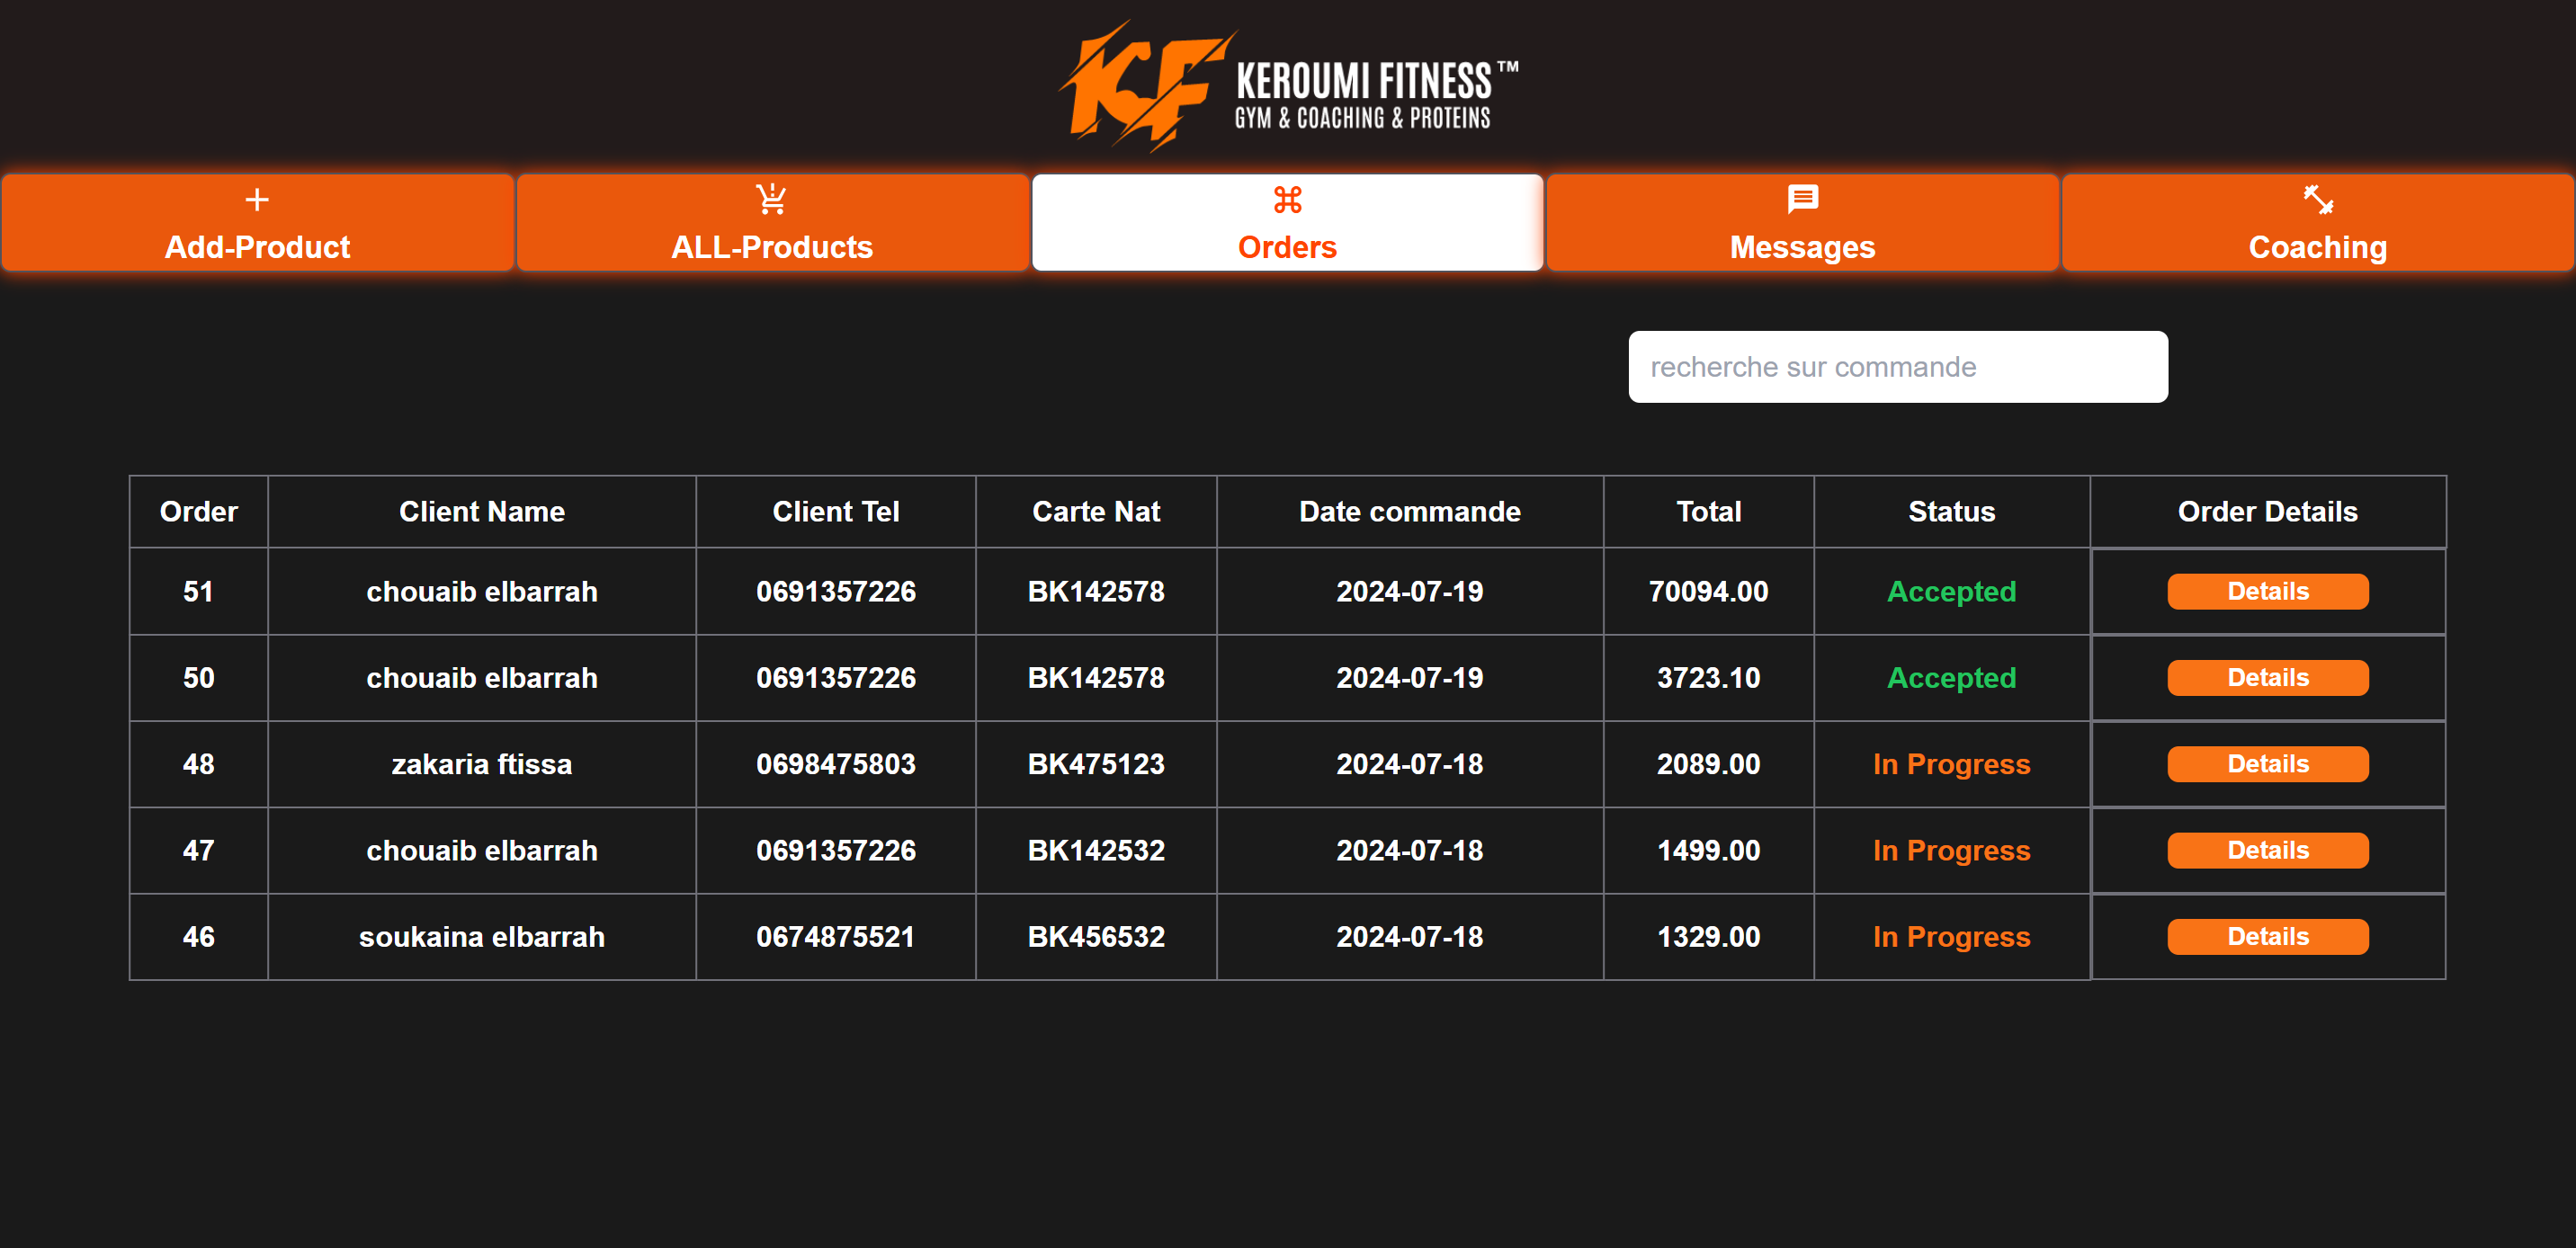 KF KEROUMI FITNESS™
GYM & COACHING & PROTEINS
Add-Product ALL-Products Orders Messages Coaching
recherche sur commande
Order Client Name Client Tel Carte Nat Date commande Total Status Order Details
51 chouaib elbarrah 0691357226 BK142578 2024-07-19 70094.00 Accepted Details
50 chouaib elbarrah 0691357226 BK142578 2024-07-19 3723.10 Accepted Details
48 zakaria ftissa 0698475803 BK475123 2024-07-18 2089.00 In Progress Details
47 chouaib elbarrah 0691357226 BK142532 2024-07-18 1499.00 In Progress Details
46 soukaina elbarrah 0674875521 BK456532 2024-07-18 1329.00 In Progress Details